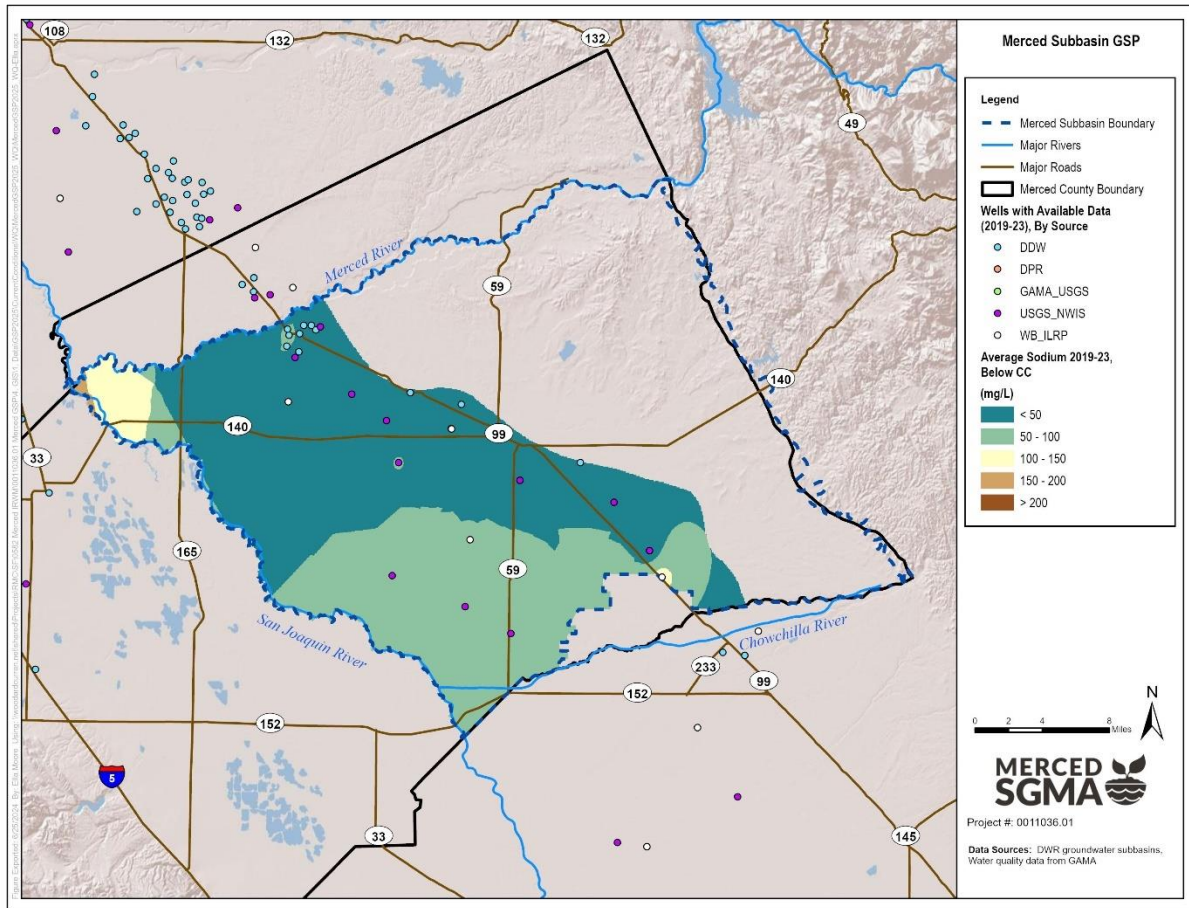 108
132
132
49
Merced River
59
140
140
99
33
165
59
San Joaquin River
Chowchilla River
233
99
152
152
5
33
145
Merced Subbasin GSP
Legend
Merced Subbasin Boundary
Major Rivers
Major Roads
Merced County Boundary
Wells with Available Data
(2019-23), By Source
DDW
DPR
GAMA_USGS
USGS_NWIS
WB_ILRP
Average Sodium 2019-23,
Below CC
(mg/L)
< 50
50 - 100
100 - 150
150 - 200
> 200
N
0 2 4 8
Miles
MERCED
SGMA
Project #: 0011036.01
Data Sources: DWR groundwater subbasins,
Water quality data from GAMA